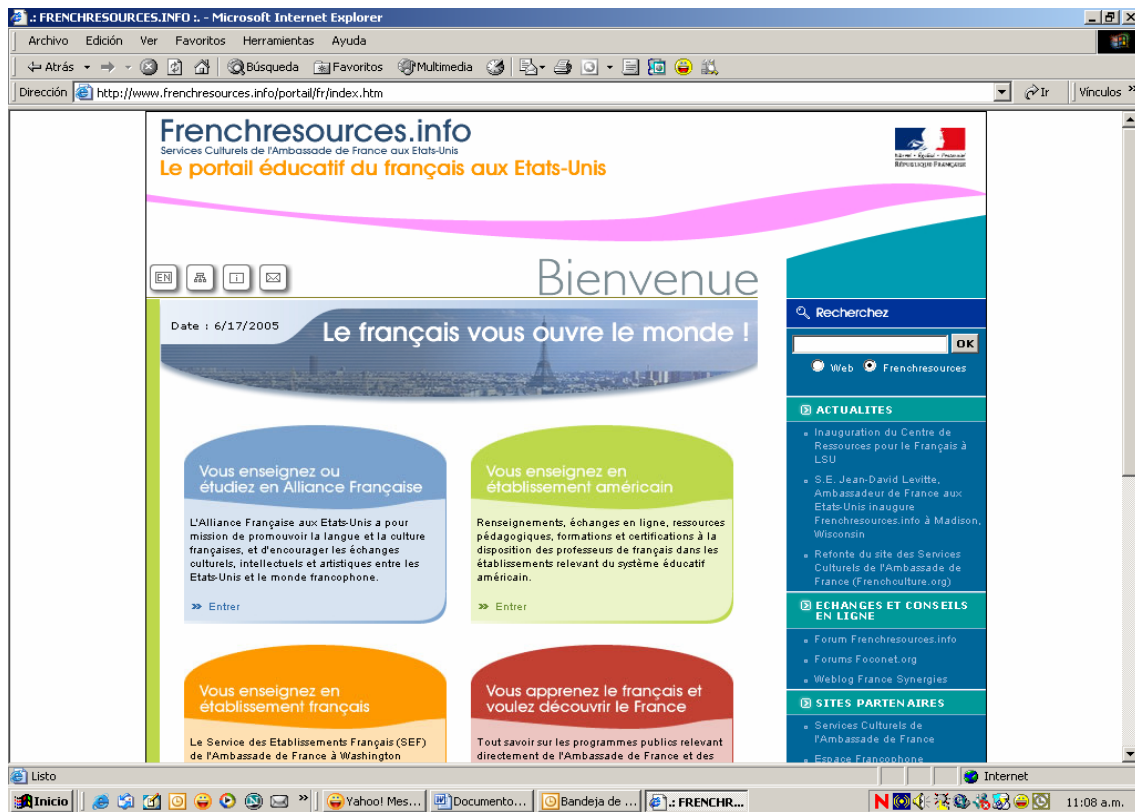 .: FRENCHRESOURCES.INFO :. - Microsoft Internet Explorer
Archivo Edición Ver Favoritos Herramientas Ayuda
Atrás Búsqueda Favoritos Multimedia
Dirección http://www.frenchresources.info/portail/fr/index.htm Ir Vínculos »
Frenchresources.info
Services Culturels de l'Ambassade de France aux Etats-Unis
Le portail éducatif du français aux Etats-Unis
Liberté • Égalité • Fraternité
RÉPUBLIQUE FRANÇAISE
EN i
Bienvenue
Date : 6/17/2005
Le français vous ouvre le monde !
Vous enseignez ou
étudiez en Alliance Française
L'Alliance Française aux Etats-Unis a pour
mission de promouvoir la langue et la culture
françaises, et d'encourager les échanges
culturels, intellectuels et artistiques entre les
Etats-Unis et le monde francophone.
» Entrer
Vous enseignez en
établissement américain
Renseignements, échanges en ligne, ressources
pédagogiques, formations et certifications à la
disposition des professeurs de français dans les
établissements relevant du système éducatif
américain.
» Entrer
Vous enseignez en
établissement français
Le Service des Etablissements Français (SEF)
de l'Ambassade de France à Washington
Vous apprenez le français et
voulez découvrir le France
Tout savoir sur les programmes publics relevant
directement de l'Ambassade de France et des
Recherchez
OK
Web Frenchresources
ACTUALITES
Inauguration du Centre de
Ressources pour le Français à
LSU
S.E. Jean-David Levitte,
Ambassadeur de France aux
Etats-Unis inaugure
Frenchresources.info à Madison,
Wisconsin
Refonte du site des Services
Culturels de l'Ambassade de
France (Frenchculture.org)
ECHANGES ET CONSEILS
EN LIGNE
Forum Frenchresources.info
Forums Foconet.org
Weblog France Synergies
SITES PARTENAIRES
Services Culturels de
l'Ambassade de France
Espace Francophone
Listo Internet
Inicio » Yahoo! Mes... Documento... Bandeja de ... .: FRENCHR... 11:08 a.m.